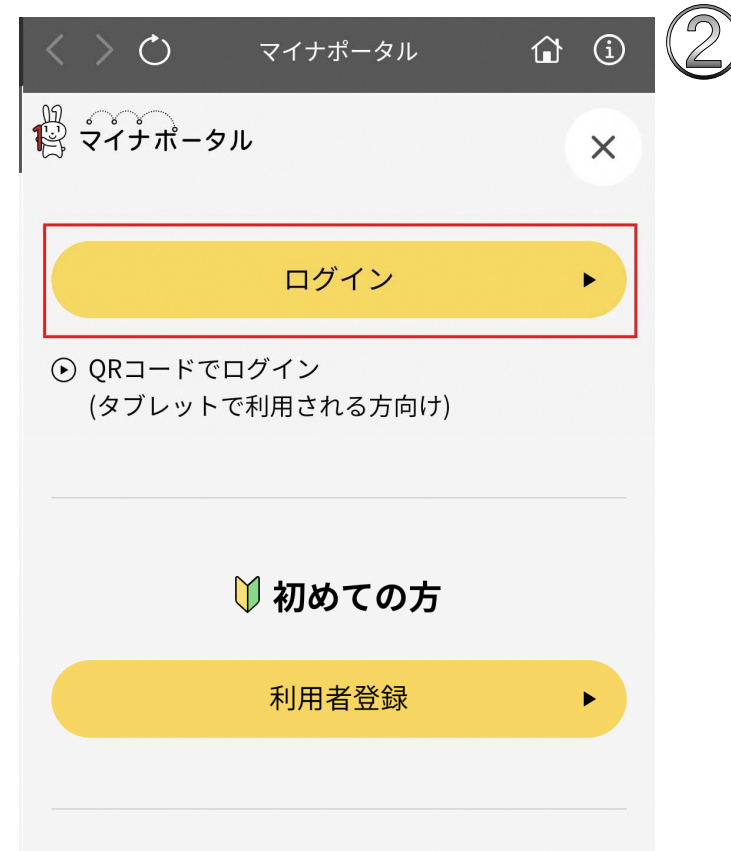 ②
マイナポータル
マイナポータル
ログイン
QRコードでログイン
(タブレットで利用される方向け)
初めての方
利用者登録